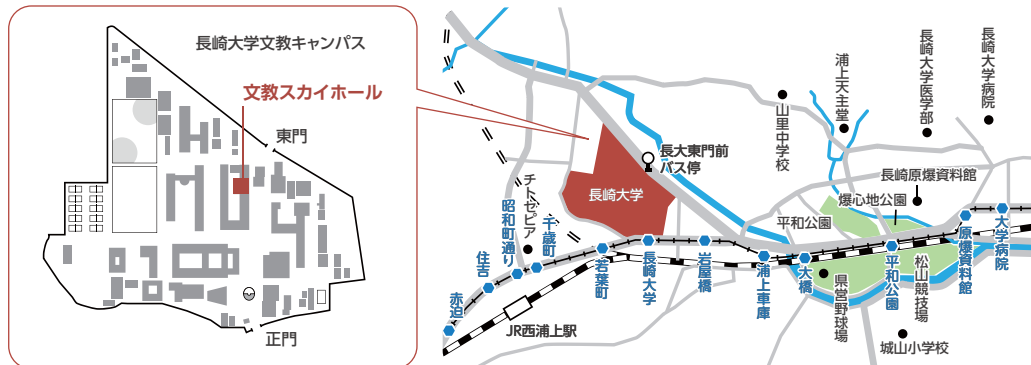 長崎大学文教キャンパス
文教スカイホール
東門
正門
長大東門前
バス停
長崎大学
チトセピア
山里中学校
浦上天主堂
長崎大学医学部
長崎大学病院
長崎原爆資料館
爆心地公園
平和公園
赤迫
住吉
昭和町通り
千歳町
若葉町
長崎大学
岩屋橋
浦上車庫
大橋
平和公園
原爆資料館
大学病院
JR西浦上駅
県営野球場
松山競技場
城山小学校